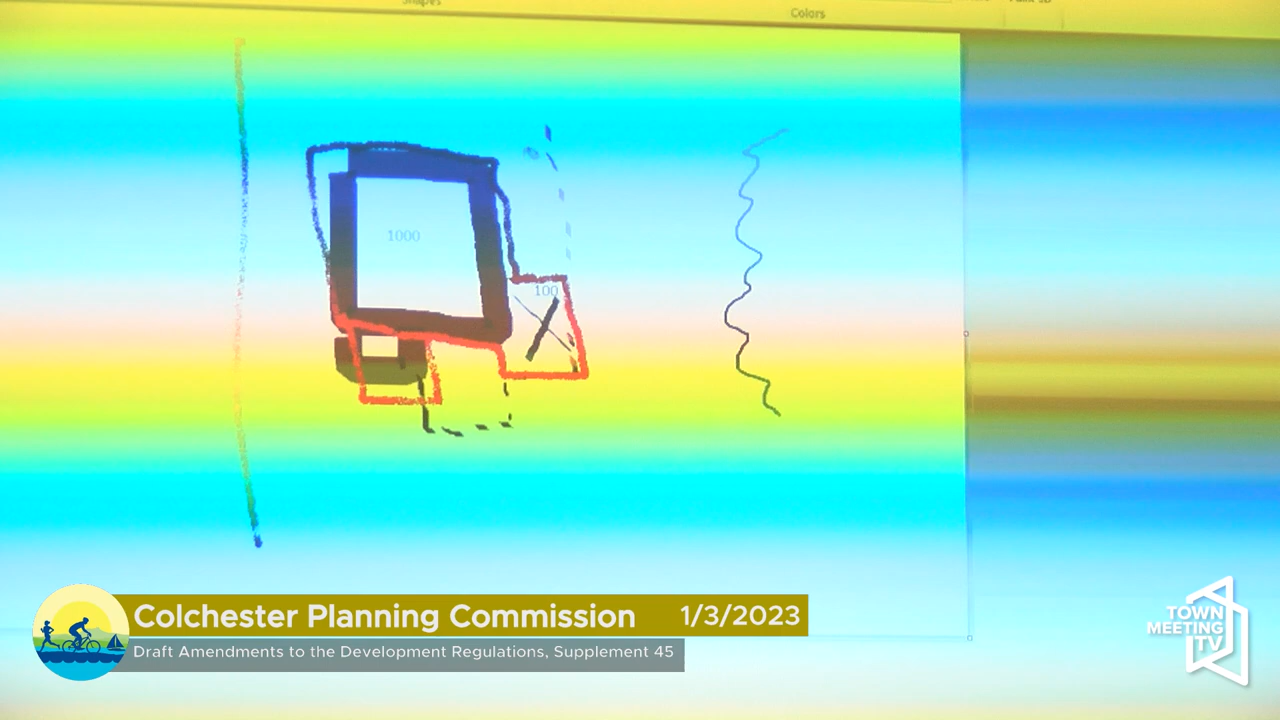 Shapes
Colors
1000
100
Colchester Planning Commission 1/3/2023
Draft Amendments to the Development Regulations, Supplement 45
TOWN
MEETING
TV